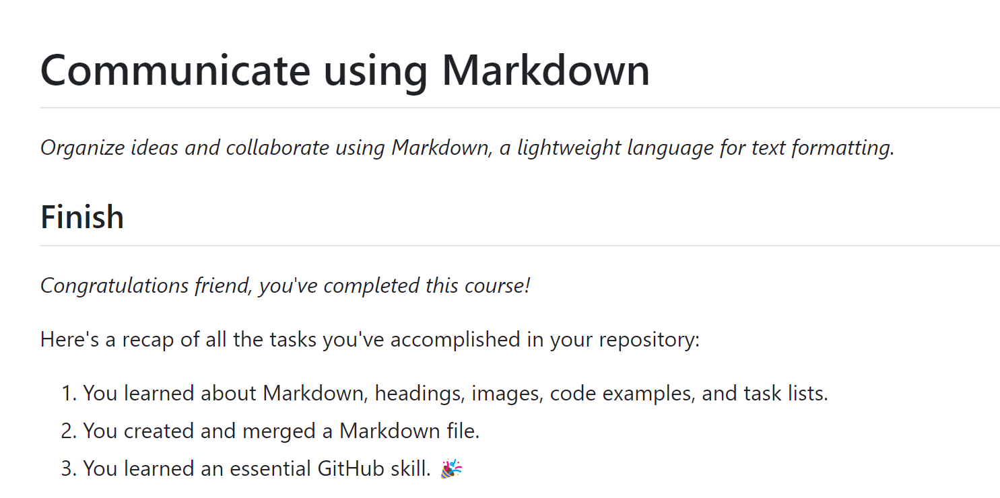 Communicate using Markdown
Organize ideas and collaborate using Markdown, a lightweight language for text formatting.
Finish
Congratulations friend, you've completed this course!
Here's a recap of all the tasks you've accomplished in your repository:
1. You learned about Markdown, headings, images, code examples, and task lists.
2. You created and merged a Markdown file.
3. You learned an essential GitHub skill. 🎉